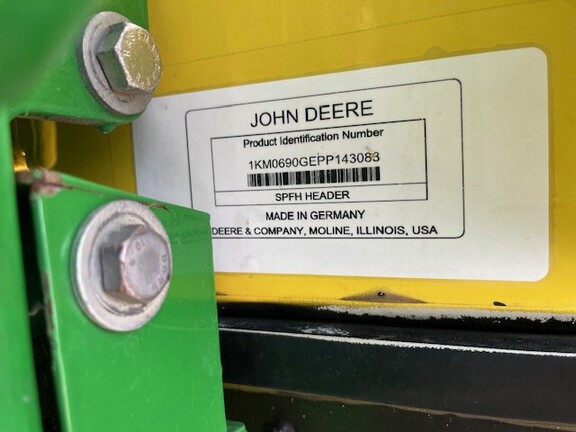 JOHN DEERE
Product Identification Number
1KM0690GEPP143083
SPFH HEADER
MADE IN GERMANY
DEERE & COMPANY, MOLINE, ILLINOIS, USA